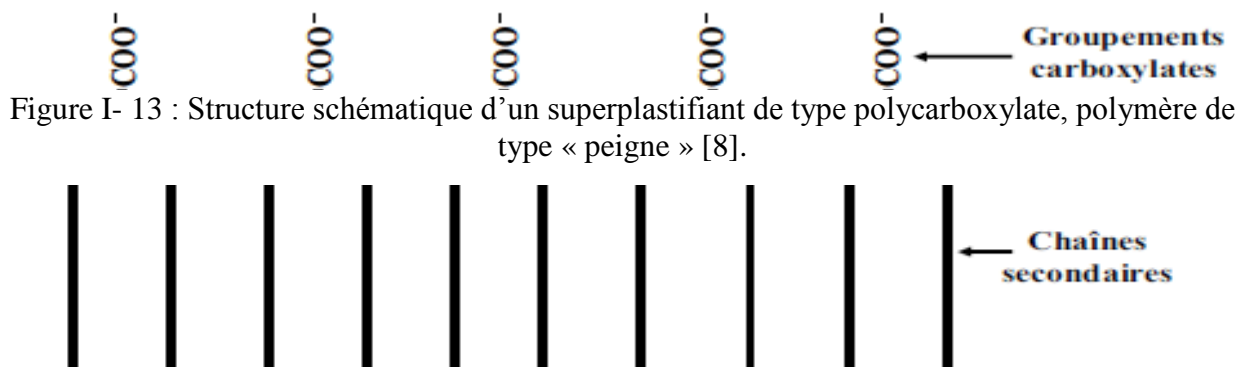 COO- COO- COO- COO- COO-
Groupements
carboxylates
Figure I- 13 : Structure schématique d’un superplastifiant de type polycarboxylate, polymère de
type « peigne » [8].
Chaînes
secondaires